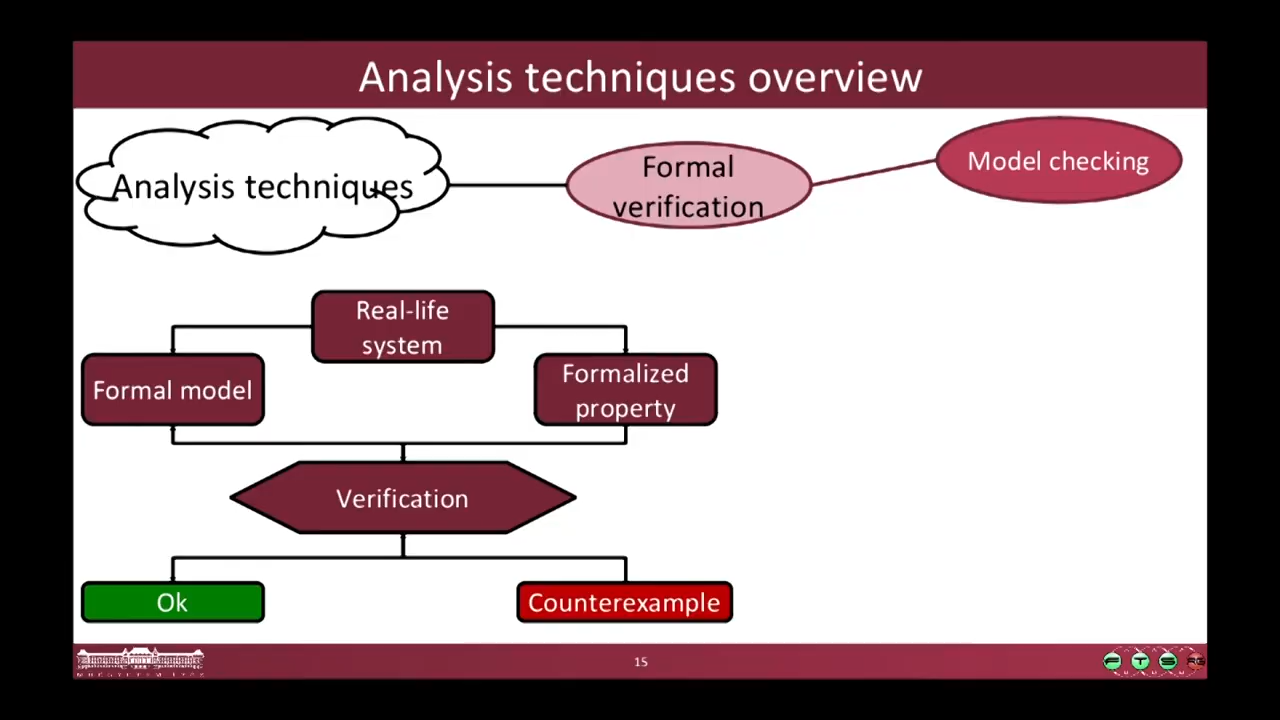 Analysis techniques overview
Analysis techniques
Formal
verification
Model checking
Real-life
system
Formal model
Formalized
property
Verification
Ok
Counterexample
15